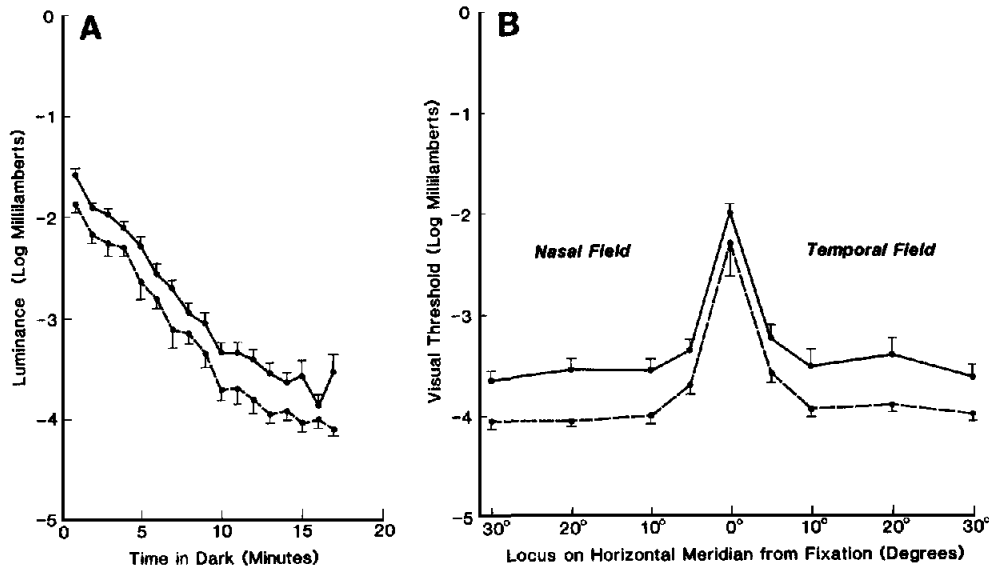 A
Luminance (Log Millilamberts)
0
-1
-2
-3
-4
-5
0 5 10 15 20
Time in Dark (Minutes)
B
Visual Threshold (Log Millilamberts)
0
-1
-2
-3
-4
-5
Nasal Field
Temporal Field
30° 20° 10° 0° 10° 20° 30°
Locus on Horizontal Meridian from Fixation (Degrees)